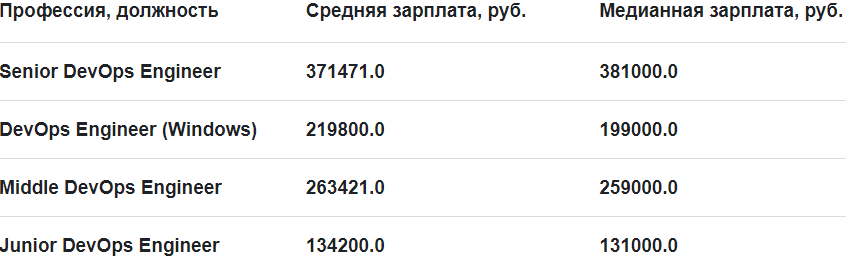 Профессия, должность Средняя зарплата, руб. Медианная зарплата, руб.
Senior DevOps Engineer 371471.0 381000.0
DevOps Engineer (Windows) 219800.0 199000.0
Middle DevOps Engineer 263421.0 259000.0
Junior DevOps Engineer 134200.0 131000.0